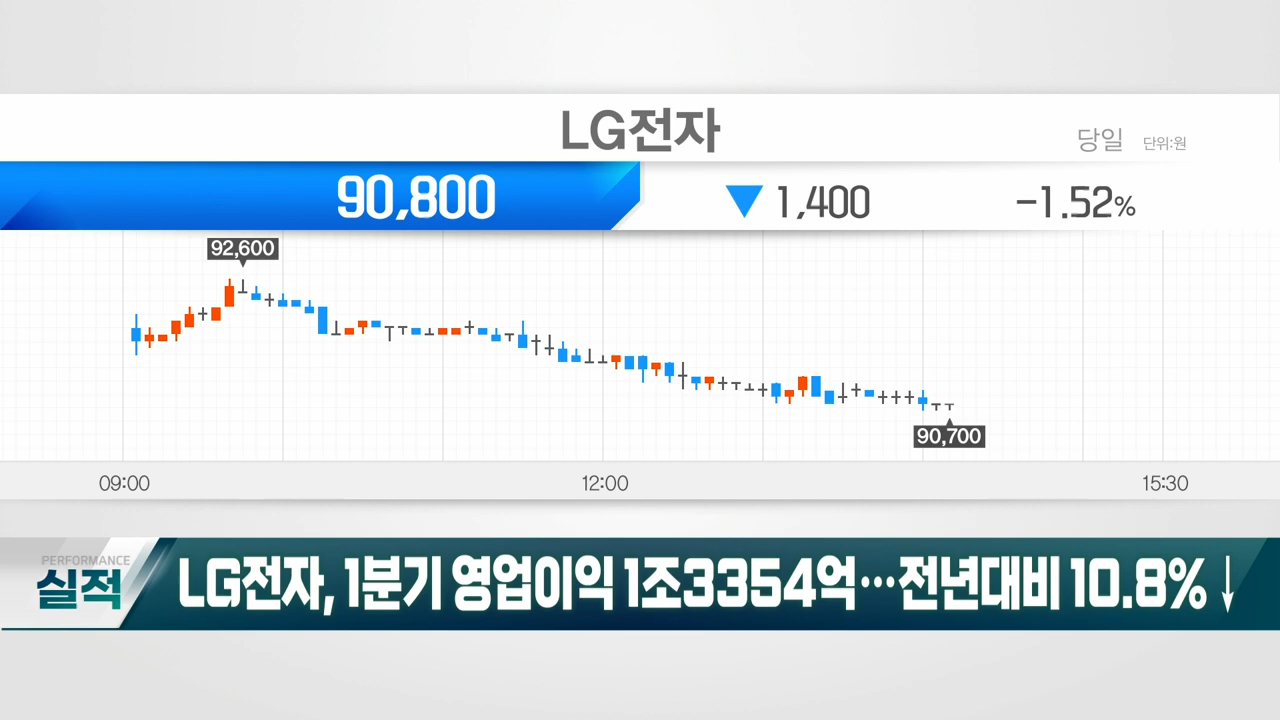 LG전자
당일 단위:원
90,800 ▼ 1,400 -1.52%
92,600
90,700
09:00 12:00 15:30
PERFORMANCE
실적
LG전자, 1분기 영업이익 1조3354억…전년대비 10.8%↓